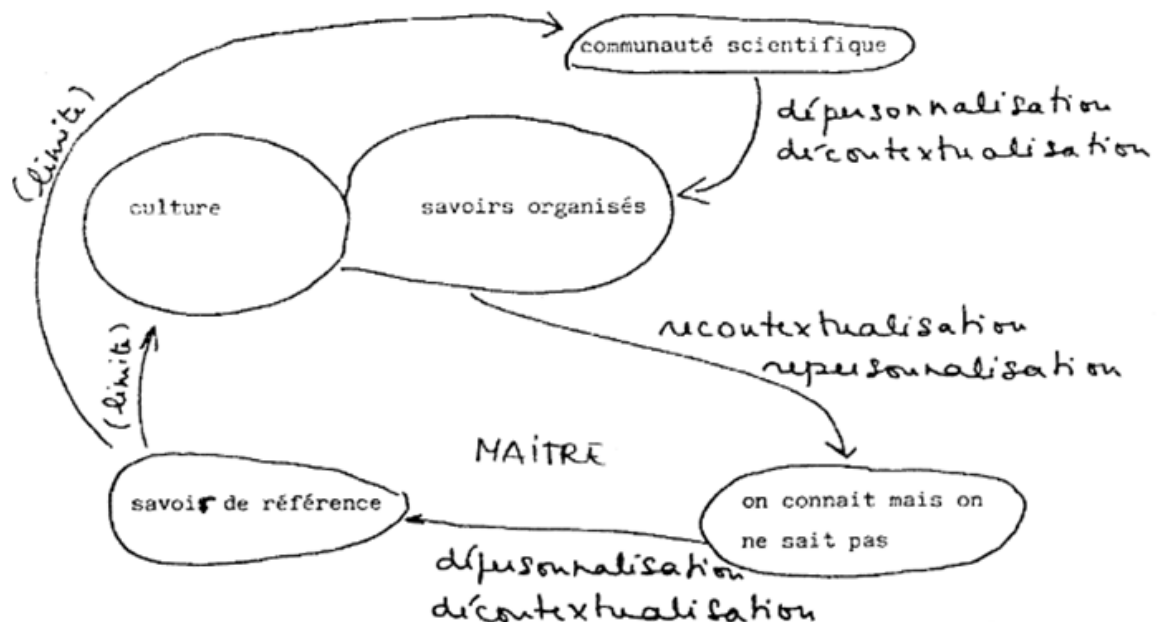 communauté scientifique
(limite)
dépersonnalisation
décontextualisation
culture
savoirs organisés
recontextualisation
repersonnalisation
(limite)
MAÎTRE
savoir de référence
on connait mais on
ne sait pas
dépersonnalisation
décontextualisation